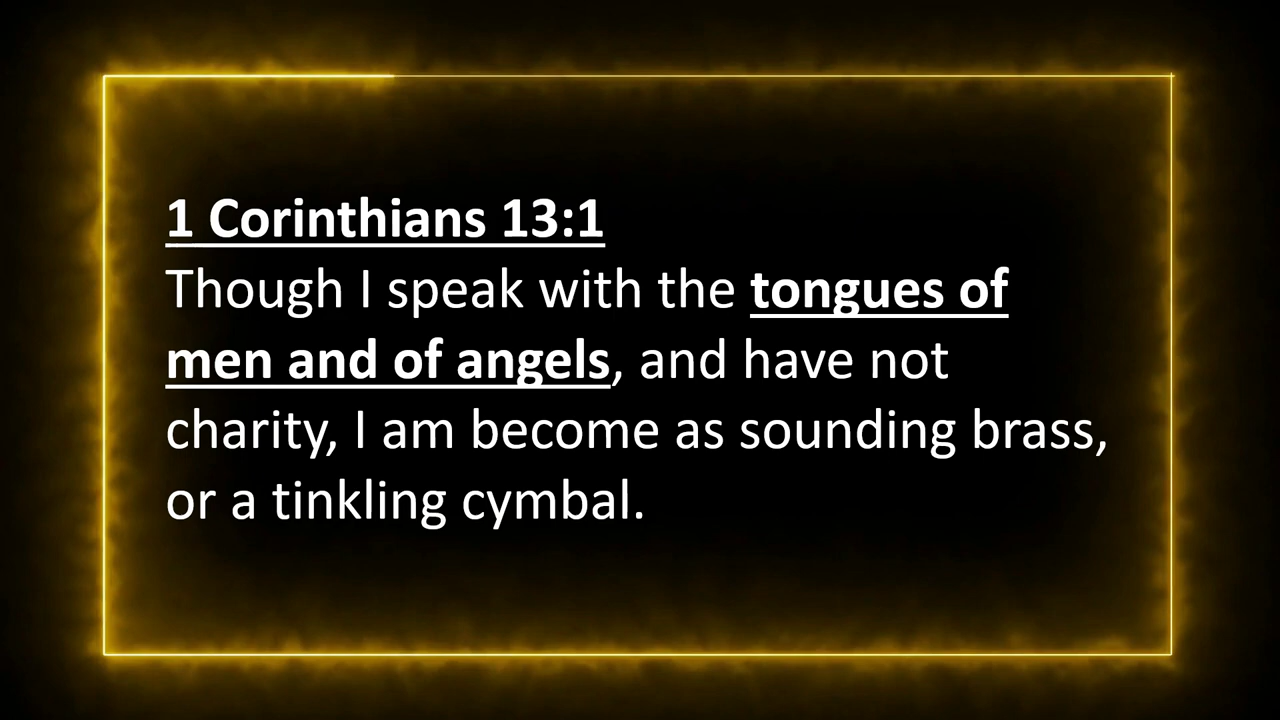 1 Corinthians 13:1
Though I speak with the tongues of
men and of angels, and have not
charity, I am become as sounding brass,
or a tinkling cymbal.